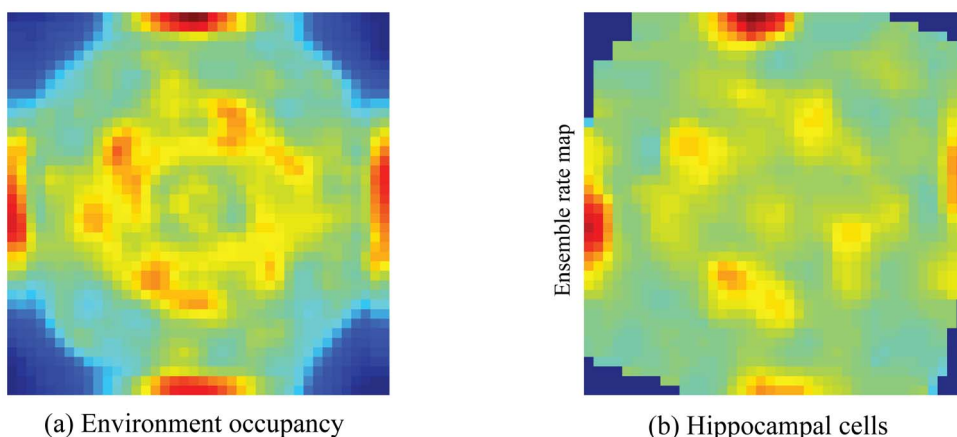 Ensemble rate map
(a) Environment occupancy
(b) Hippocampal cells